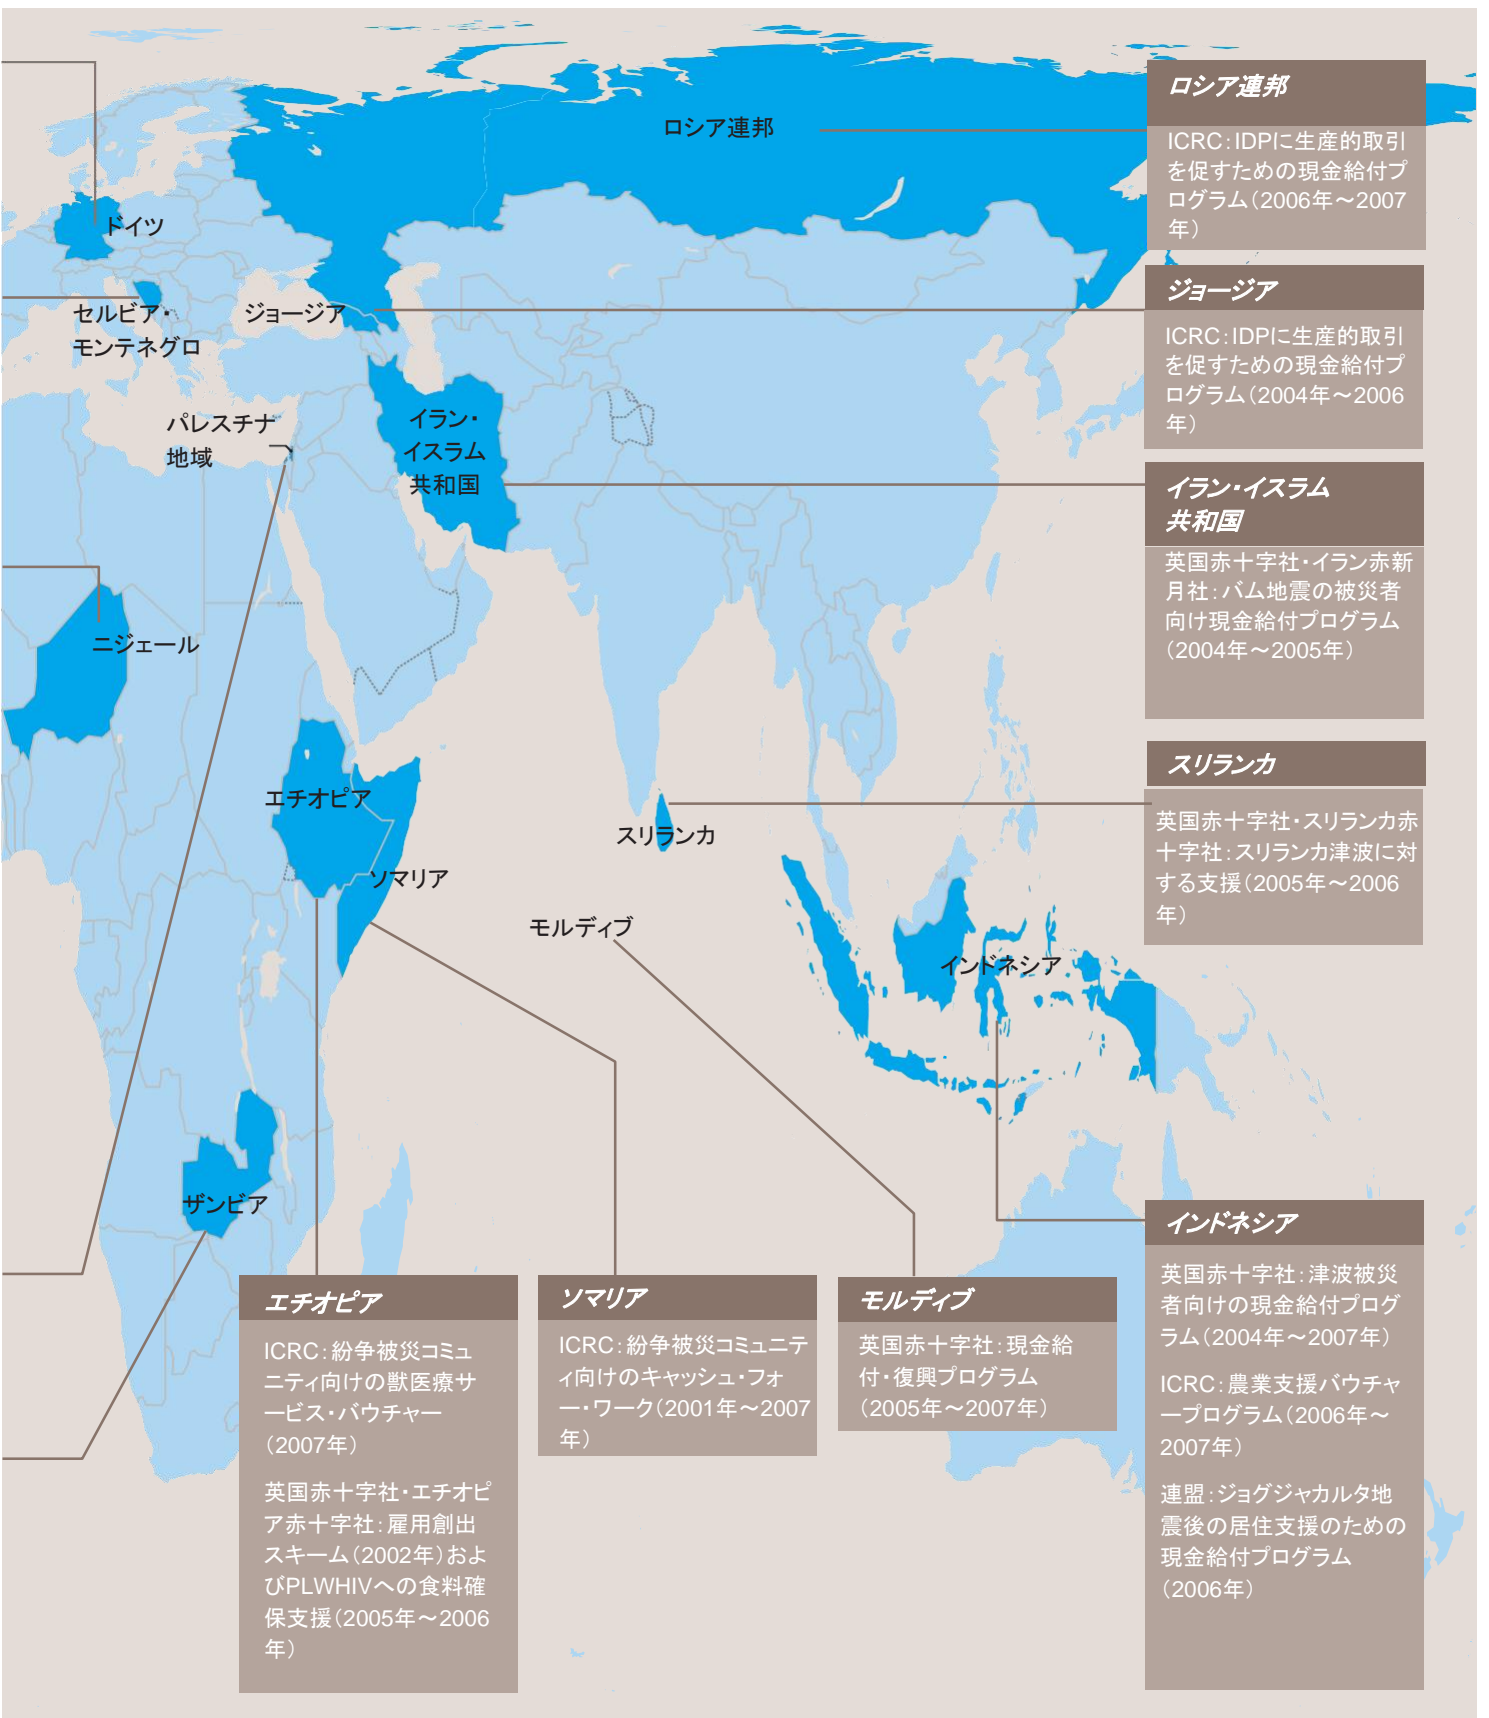 ロシア連邦
ドイツ
セルビア・
モンテネグロ
ジョージア
パレスチナ
地域
イラン・
イスラム
共和国
ニジェール
エチオピア
ソマリア
スリランカ
モルディブ
インドネシア
ザンビア
ロシア連邦
ICRC：IDPに生産的取引
を促すための現金給付プ
ログラム（2006年～2007
年）
ジョージア
ICRC：IDPに生産的取引
を促すための現金給付プ
ログラム（2004年～2006
年）
イラン・イスラム
共和国
英国赤十字社・イラン赤新
月社：バム地震の被災者
向け現金給付プログラム
（2004年～2005年）
スリランカ
英国赤十字社・スリランカ赤
十字社：スリランカ津波に対
する支援（2005年～2006
年）
エチオピア
ICRC：紛争被災コミュ
ニティ向けの獣医療サ
ービス・バウチャー
（2007年）
英国赤十字社・エチオピ
ア赤十字社：雇用創出
スキーム（2002年）およ
びPLWHIVへの食料確
保支援（2005年～2006
年）
ソマリア
ICRC：紛争被災コミュニテ
ィ向けのキャッシュ・フォ
ー・ワーク（2001年～2007
年）
モルディブ
英国赤十字社：現金給
付・復興プログラム
（2005年～2007年）
インドネシア
英国赤十字社：津波被災
者向けの現金給付プログ
ラム（2004年～2007年）
ICRC：農業支援バウチャ
ープログラム（2006年～
2007年）
連盟：ジョグジャカルタ地
震後の居住支援のための
現金給付プログラム
（2006年）